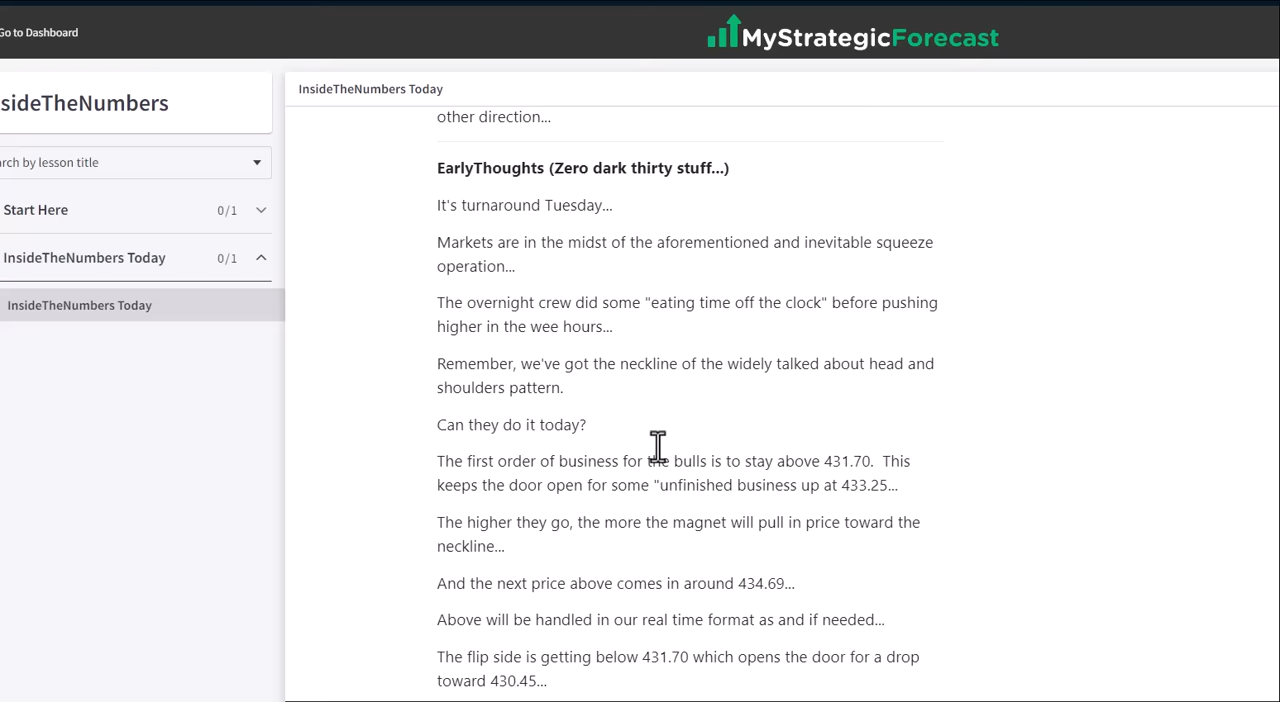 Go to Dashboard
MyStrategicForecast
sideTheNumbers
InsideTheNumbers Today
rch by lesson title
Start Here 0/1
InsideTheNumbers Today 0/1
InsideTheNumbers Today
other direction...
EarlyThoughts (Zero dark thirty stuff...)
It's turnaround Tuesday...
Markets are in the midst of the aforementioned and inevitable squeeze
operation...
The overnight crew did some "eating time off the clock" before pushing
higher in the wee hours...
Remember, we've got the neckline of the widely talked about head and
shoulders pattern.
Can they do it today?
The first order of business for the bulls is to stay above 431.70.  This
keeps the door open for some "unfinished business up at 433.25...
The higher they go, the more the magnet will pull in price toward the
neckline...
And the next price above comes in around 434.69...
Above will be handled in our real time format as and if needed...
The flip side is getting below 431.70 which opens the door for a drop
toward 430.45...